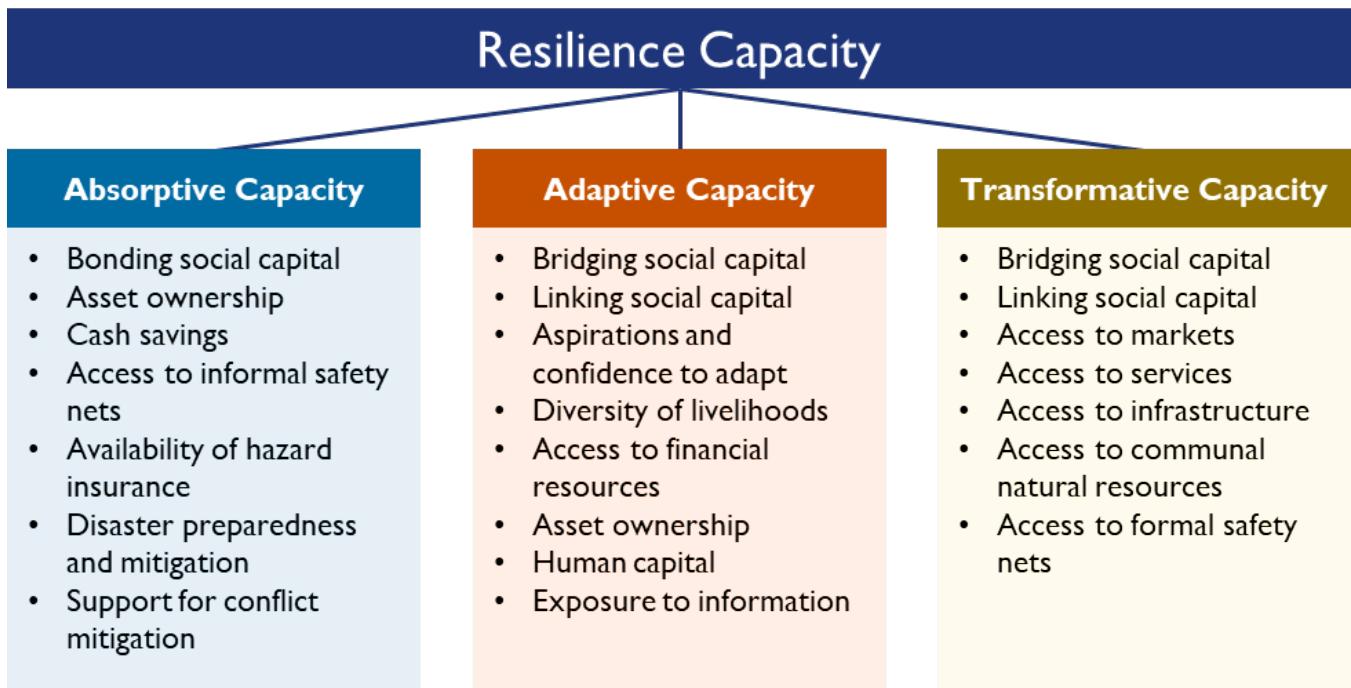 Resilience Capacity
Absorptive Capacity
• Bonding social capital
• Asset ownership
• Cash savings
• Access to informal safety
nets
• Availability of hazard
insurance
• Disaster preparedness
and mitigation
• Support for conflict
mitigation
Adaptive Capacity
• Bridging social capital
• Linking social capital
• Aspirations and
confidence to adapt
• Diversity of livelihoods
• Access to financial
resources
• Asset ownership
• Human capital
• Exposure to information
Transformative Capacity
• Bridging social capital
• Linking social capital
• Access to markets
• Access to services
• Access to infrastructure
• Access to communal
natural resources
• Access to formal safety
nets